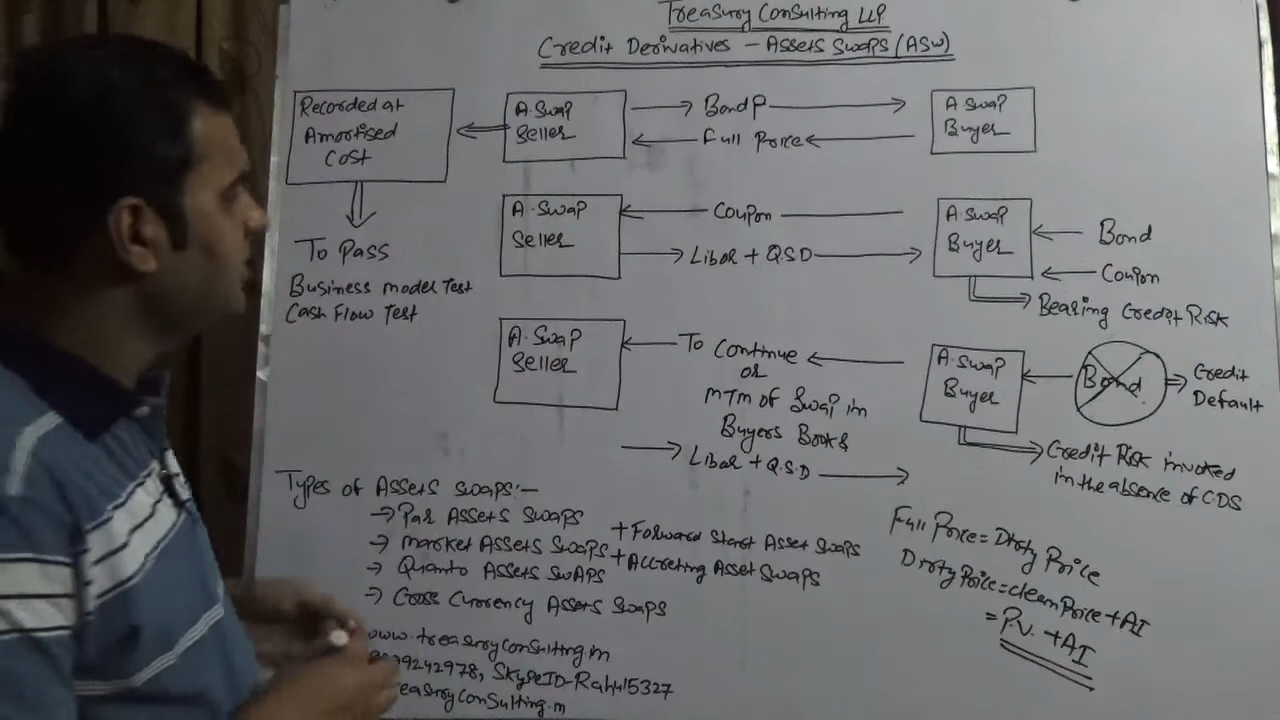 Treasury Consulting LLP
Credit Derivatives - Assets Swaps (ASW)
Recorded at
Amortised
Cost
To Pass
Business model Test
Cash Flow Test
A.Swap
Seller
Bond P
Full Price
A.Swap
Buyer
A.Swap
Seller
Coupon
Libor + QSD
A.Swap
Buyer
Bond
Coupon
Bearing Credit Risk
A.Swap
Seller
To Continue
or
MTM of Swap in
Buyers Books
Libor + Q.S.D
A.Swap
Buyer
Bond
Credit
Default
Credit Risk invoked
in the absence of CDS
Types of Assets Swaps:-
→ Par Assets Swaps
→ Market Assets Swaps
→ Quanto Assets Swaps
→ Cross Currency Assets Swaps
+ Forward Start Asset Swaps
+ Accreting Asset Swaps
Full Price = Dirty Price
Dirty Price = Clean Price + AI
= P.V. + AI
www.treasuryconsulting.in
9242978, Skype ID-Rahul5327
easuryconsulting.in